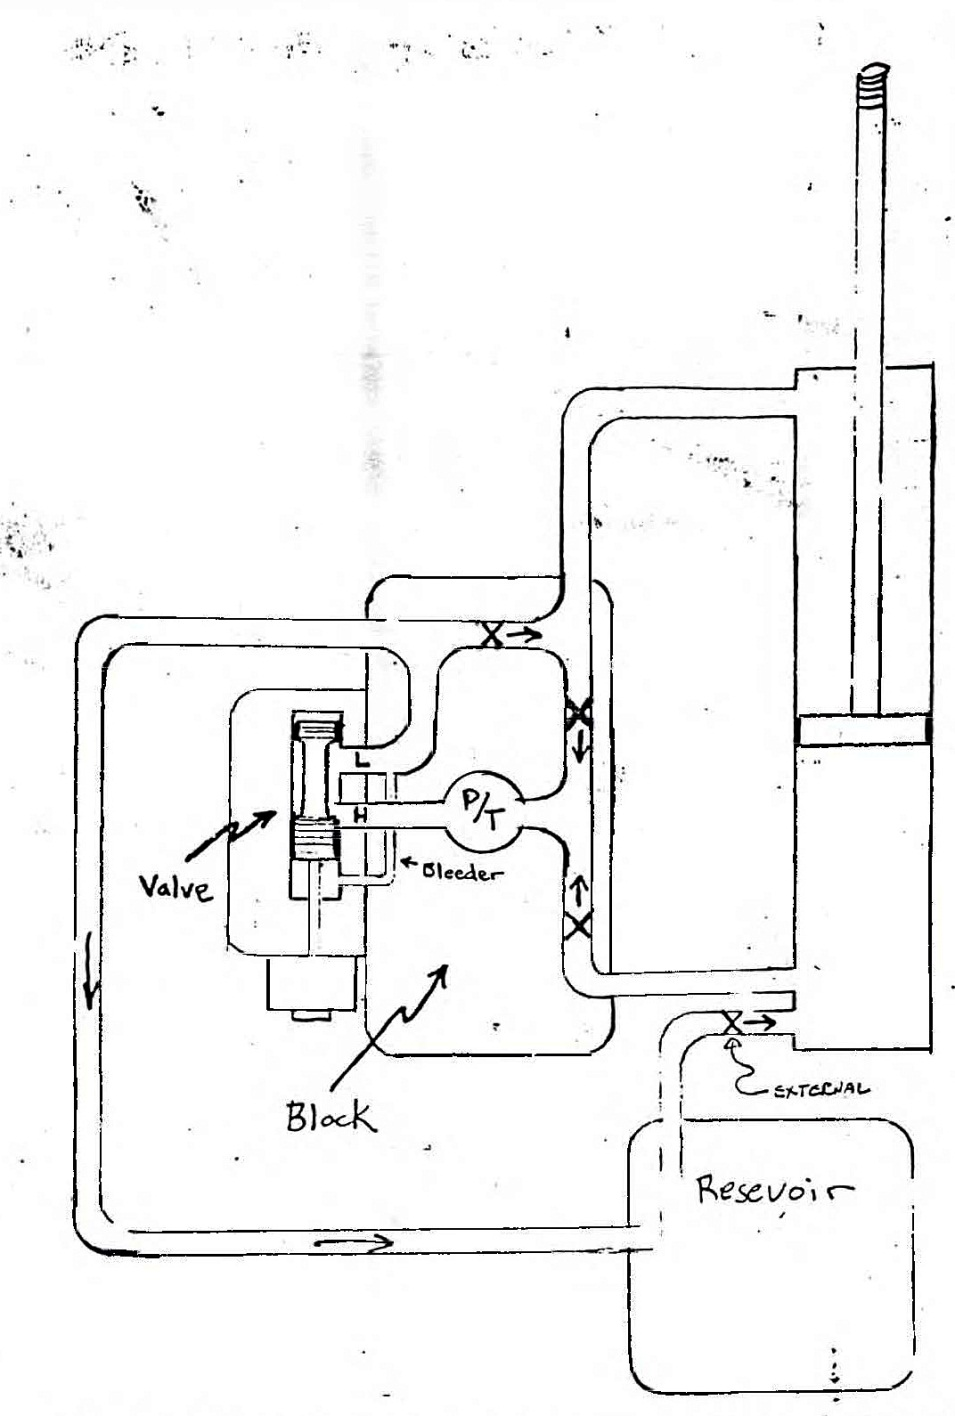 L
H
P/T
Bleeder
Valve
Block
EXTERNAL
Resevoir